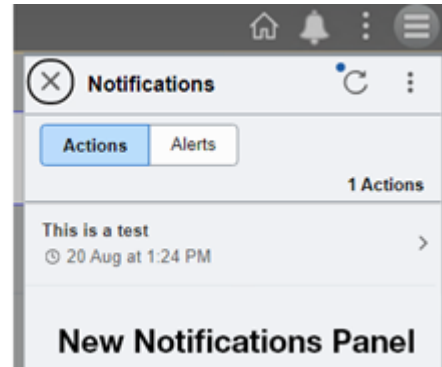 Notifications
Actions Alerts
1 Actions
This is a test
20 Aug at 1:24 PM
New Notifications Panel